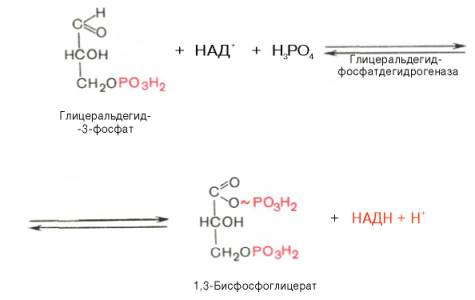 H
C
O
HCOH + НАД⁺ + H₃PO₄
CH₂OPO₃H₂
Глицеральдегид-
фосфатдегидрогеназа
Глицеральдегид-
-3-фосфат
O
C
O~PO₃H₂
HCOH + НАДН + H⁺
CH₂OPO₃H₂
1,3-Бисфосфоглицерат